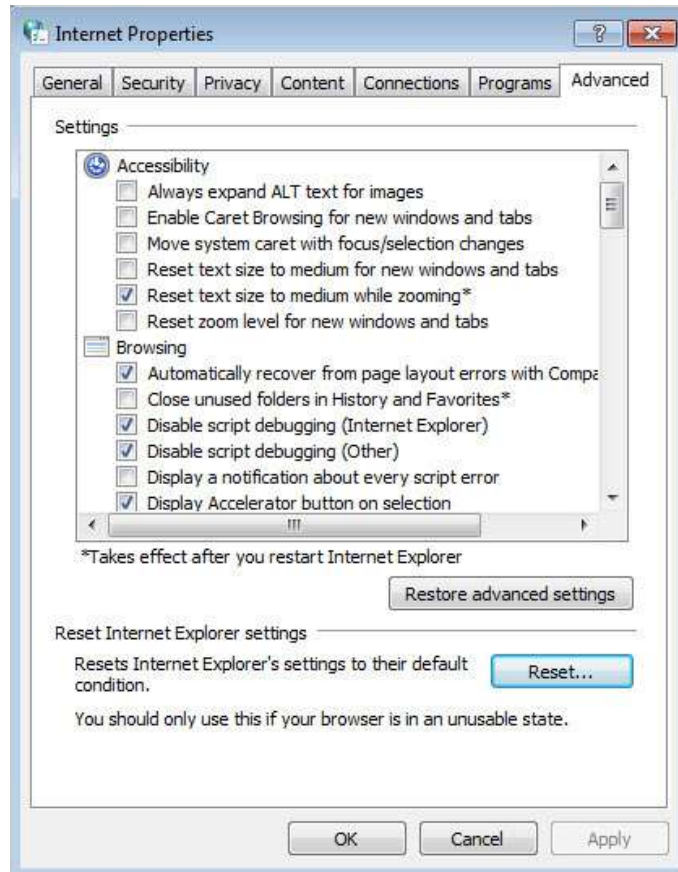 Internet Properties
General Security Privacy Content Connections Programs Advanced
Settings
Accessibility
Always expand ALT text for images
Enable Caret Browsing for new windows and tabs
Move system caret with focus/selection changes
Reset text size to medium for new windows and tabs
Reset text size to medium while zooming*
Reset zoom level for new windows and tabs
Browsing
Automatically recover from page layout errors with Compa
Close unused folders in History and Favorites*
Disable script debugging (Internet Explorer)
Disable script debugging (Other)
Display a notification about every script error
Display Accelerator button on selection
*Takes effect after you restart Internet Explorer
Restore advanced settings
Reset Internet Explorer settings
Resets Internet Explorer's settings to their default
condition.
Reset...
You should only use this if your browser is in an unusable state.
OK Cancel Apply